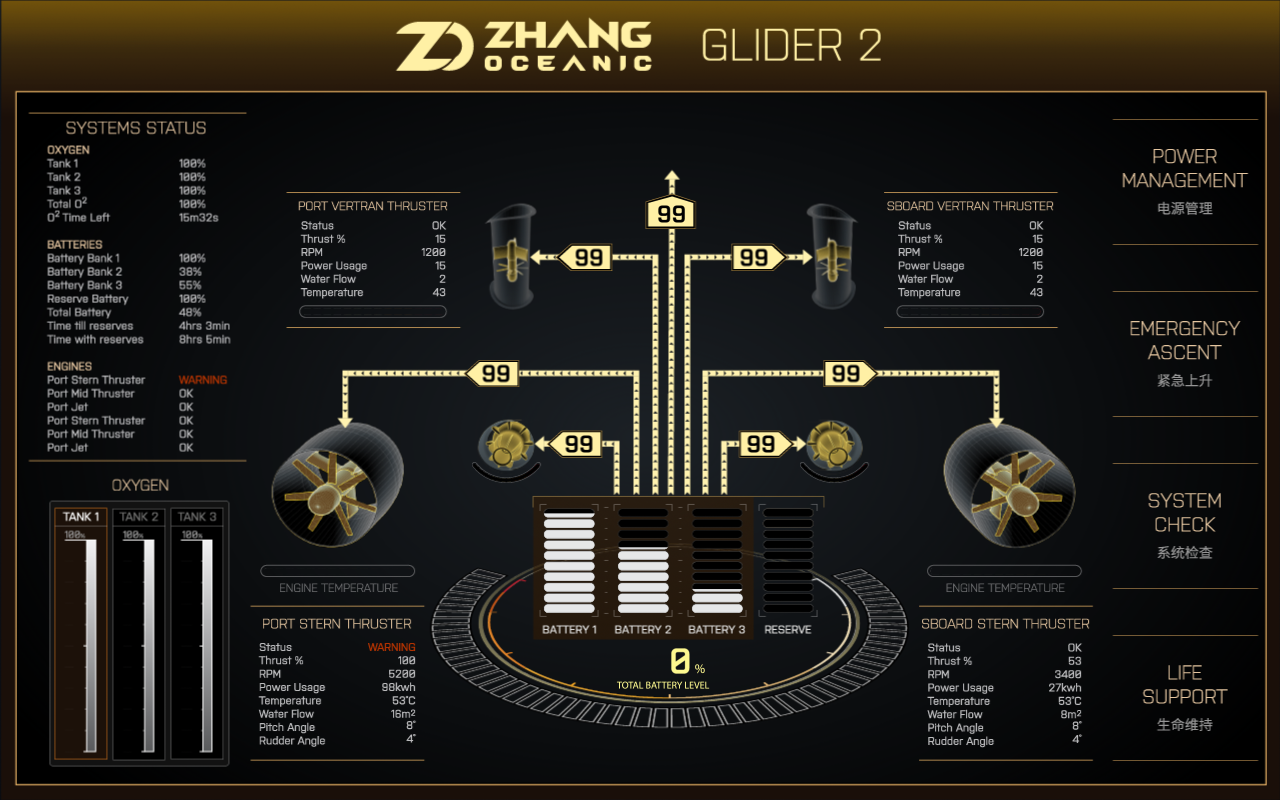 ZHANG
OCEANIC
GLIDER 2
SYSTEMS STATUS
OXYGEN
Tank 1 100%
Tank 2 100%
Tank 3 100%
Total O² 100%
O² Time Left 15m32s
BATTERIES
Battery Bank 1 100%
Battery Bank 2 38%
Battery Bank 3 55%
Reserve Battery 100%
Total Battery 48%
Time till reserves 4hrs 3min
Time with reserves 8hrs 5min
ENGINES
Port Stern Thruster WARNING
Port Mid Thruster OK
Port Jet OK
Port Stern Thruster OK
Port Mid Thruster OK
Port Jet OK
OXYGEN
TANK 1 TANK 2 TANK 3
100% 100% 100%
PORT VERTRAN THRUSTER
Status OK
Thrust % 15
RPM 1200
Power Usage 15
Water Flow 2
Temperature 43
99
99 99
99 99
99 99
SBOARD VERTRAN THRUSTER
Status OK
Thrust % 15
RPM 1200
Power Usage 15
Water Flow 2
Temperature 43
ENGINE TEMPERATURE
PORT STERN THRUSTER
Status WARNING
Thrust % 100
RPM 5200
Power Usage 98kwh
Temperature 53°C
Water Flow 16m²
Pitch Angle 8°
Rudder Angle 4°
BATTERY 1 BATTERY 2 BATTERY 3 RESERVE
0 %
TOTAL BATTERY LEVEL
ENGINE TEMPERATURE
SBOARD STERN THRUSTER
Status OK
Thrust % 53
RPM 3400
Power Usage 27kwh
Temperature 53°C
Water Flow 8m²
Pitch Angle 8°
Rudder Angle 4°
POWER
MANAGEMENT
电源管理
EMERGENCY
ASCENT
紧急上升
SYSTEM
CHECK
系统检查
LIFE
SUPPORT
生命维持